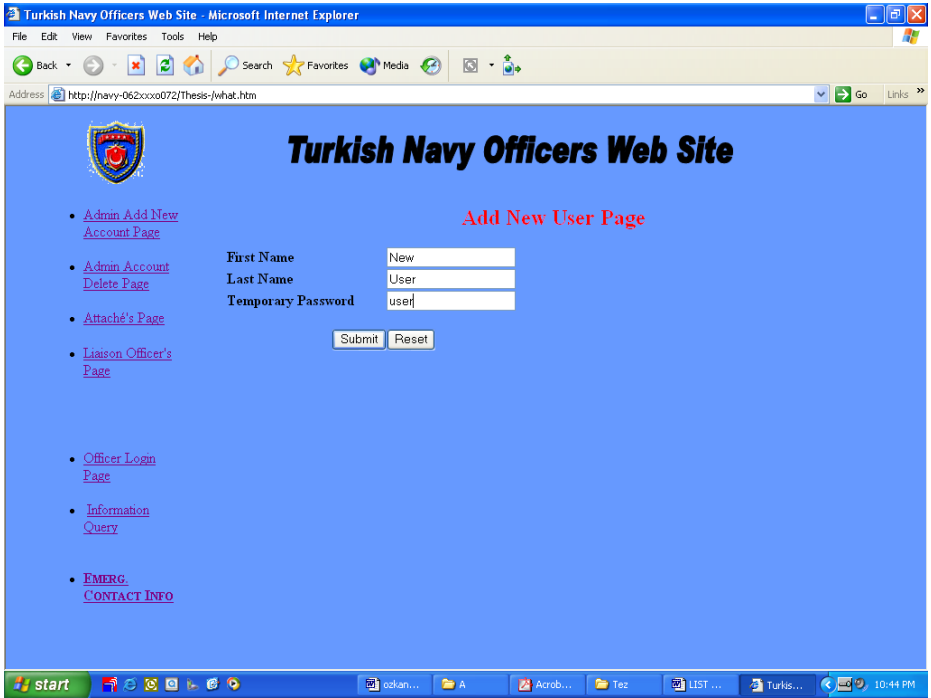 Turkish Navy Officers Web Site - Microsoft Internet Explorer
File Edit View Favorites Tools Help
Back Search Favorites Media
Address http://navy-062xxxo072/Thesis-/what.htm Go Links »
Turkish Navy Officers Web Site
Admin Add New
Account Page
Admin Account
Delete Page
Attaché's Page
Liaison Officer's
Page
Officer Login
Page
Information
Query
EMERG.
CONTACT INFO
Add New User Page
First Name New
Last Name User
Temporary Password user
Submit Reset
start ozkan... A Acrob... Tez LIST ... Turkis... 10:44 PM